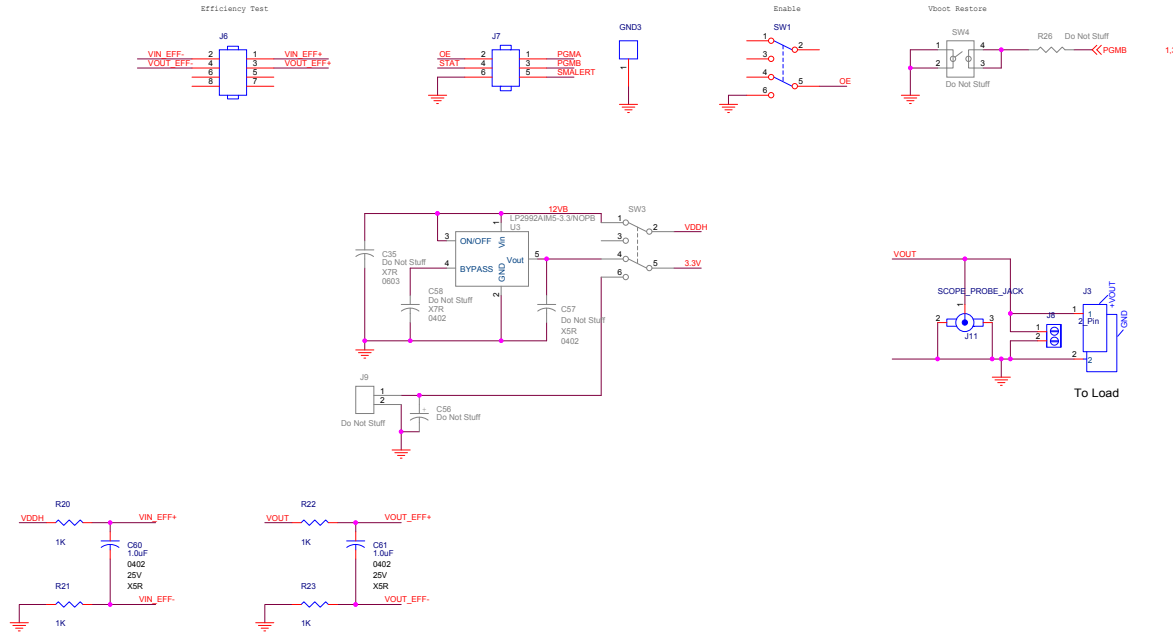 Efficiency Test
Enable
Vboot Restore
J6
VIN_EFF- 2 1 VIN_EFF+
VOUT_EFF- 4 3 VOUT_EFF+
6 5
8 7
J7
OE 2 1 PGMA
STAT 4 3 PGMB
6 5 SMALERT
GND3
1
SW1
1
2
3
4
5
6
OE
SW4
1 4
2 3
Do Not Stuff
R26 Do Not Stuff
PGMB
12VB
LP2992AIM5-3.3/NOPB
U3
1
3 ON/OFF
Vin
Vout 5
4 BYPASS
GND
2
C35
Do Not Stuff
X7R
0603
C58
Do Not Stuff
X7R
0402
C57
Do Not Stuff
X5R
0402
SW3
1
2 VDDH
3
4
5 3.3V
6
J9
1
2
Do Not Stuff
+
C56
Do Not Stuff
VOUT
SCOPE_PROBE_JACK
1
2 3
J11
J8
1
2
J3
+VOUT
GND
1 1
2_Pin
2 2
To Load
R20
VDDH
1K
VIN_EFF+
C60
1.0uF
0402
25V
X5R
R21
VIN_EFF-
1K
R22
VOUT
1K
VOUT_EFF+
C61
1.0uF
0402
25V
X5R
R23
VOUT_EFF-
1K